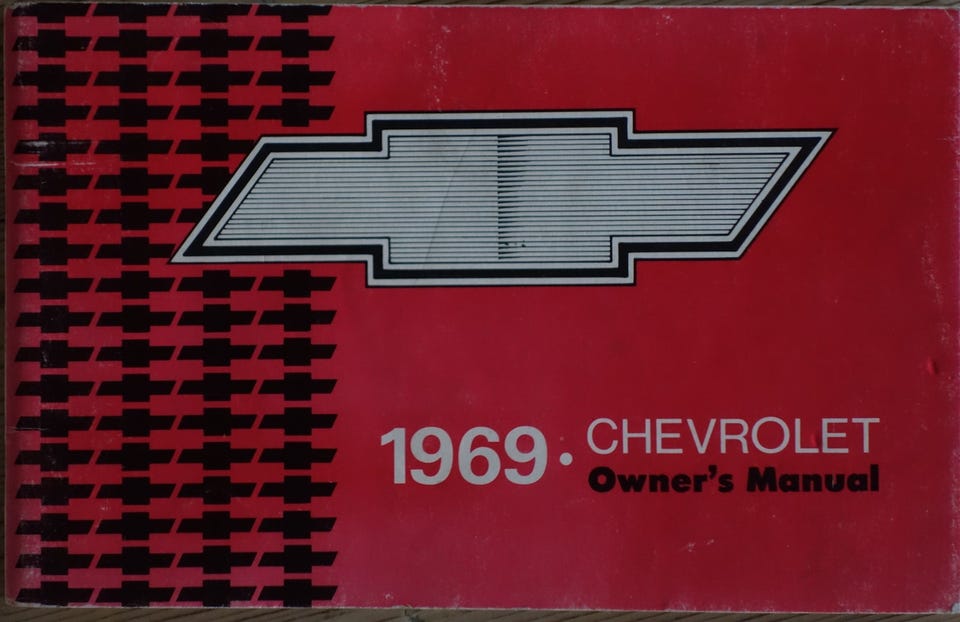 1969 · CHEVROLET
Owner's Manual